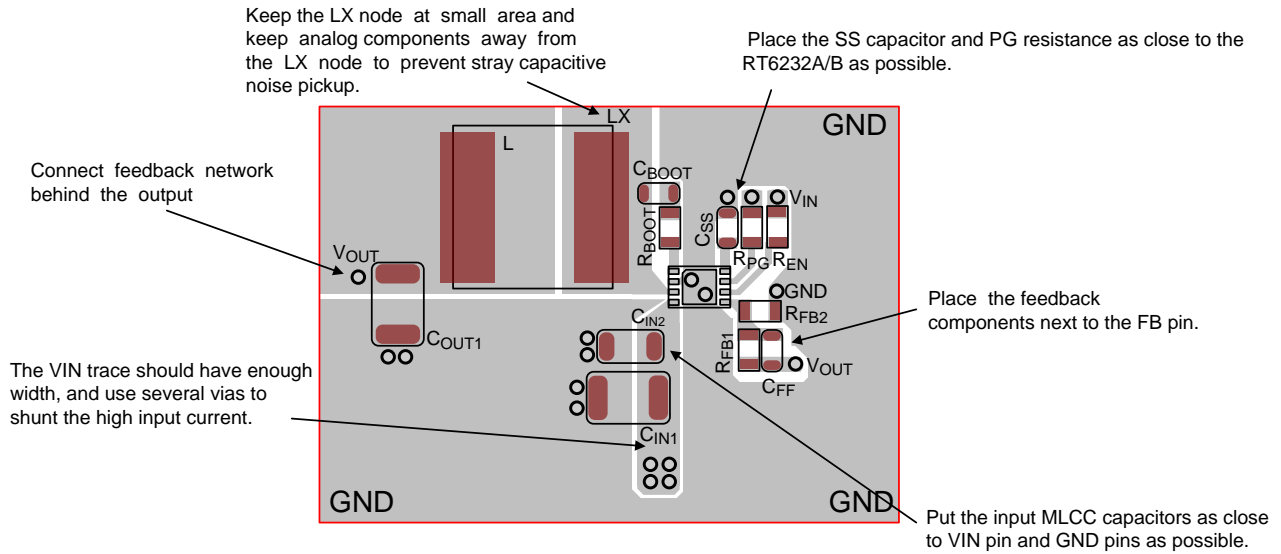 Keep the LX node at small area and
keep analog components away from
the LX node to prevent stray capacitive
noise pickup.
Place the SS capacitor and PG resistance as close to the
RT6232A/B as possible.
LX
GND
L
Connect feedback network
behind the output
CBOOT
VIN
RBOOT
CSS
RPG
REN
VOUT
GND
RFB2
Place the feedback
components next to the FB pin.
CIN2
COUT1
RFB1
VOUT
CFF
The VIN trace should have enough
width, and use several vias to
shunt the high input current.
CIN1
GND
GND
Put the input MLCC capacitors as close
to VIN pin and GND pins as possible.